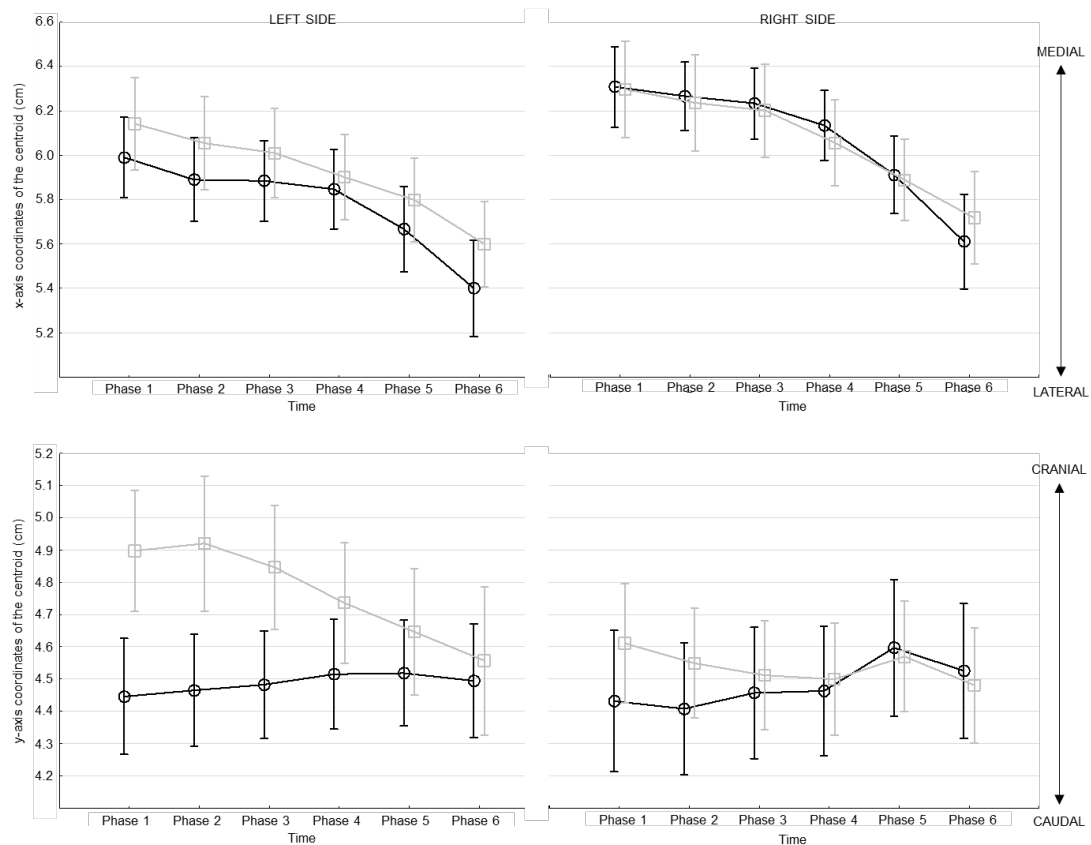 LEFT SIDE
RIGHT SIDE
x-axis coordinates of the centroid (cm)
6.6
6.4
6.2
6.0
5.8
5.6
5.4
5.2
MEDIAL
LATERAL
Phase 1 Phase 2 Phase 3 Phase 4 Phase 5 Phase 6
Time
Phase 1 Phase 2 Phase 3 Phase 4 Phase 5 Phase 6
Time
y-axis coordinates of the centroid (cm)
5.2
5.1
5.0
4.9
4.8
4.7
4.6
4.5
4.4
4.3
4.2
CRANIAL
CAUDAL
Phase 1 Phase 2 Phase 3 Phase 4 Phase 5 Phase 6
Time
Phase 1 Phase 2 Phase 3 Phase 4 Phase 5 Phase 6
Time